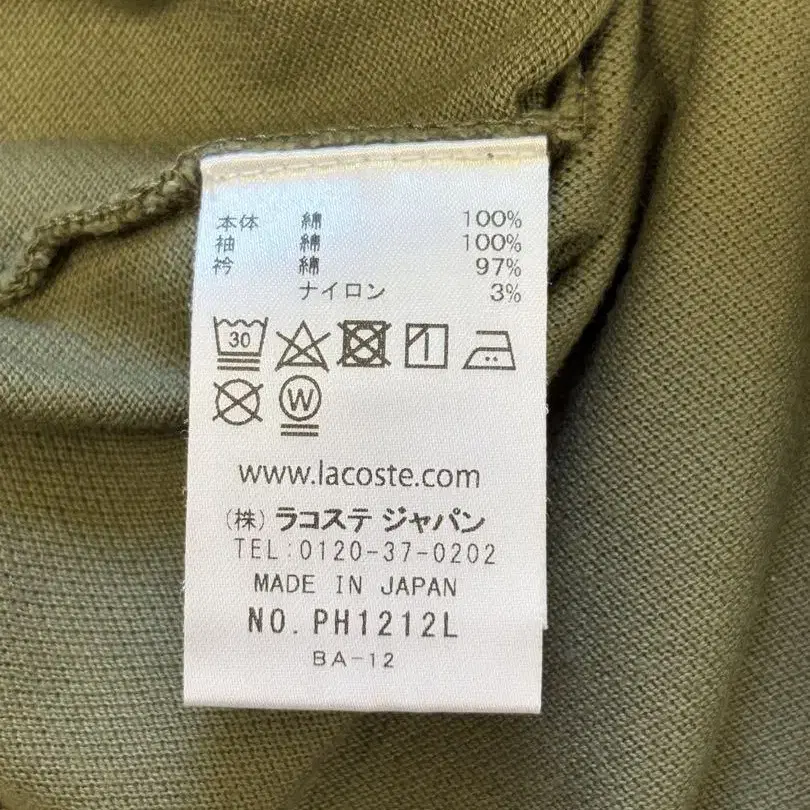 本体 綿 100%
袖 綿 100%
衿 綿 97%
ナイロン 3%
30
W
www.lacoste.com
(株) ラコステ ジャパン
TEL:0120-37-0202
MADE IN JAPAN
NO. PH1212L
BA-12